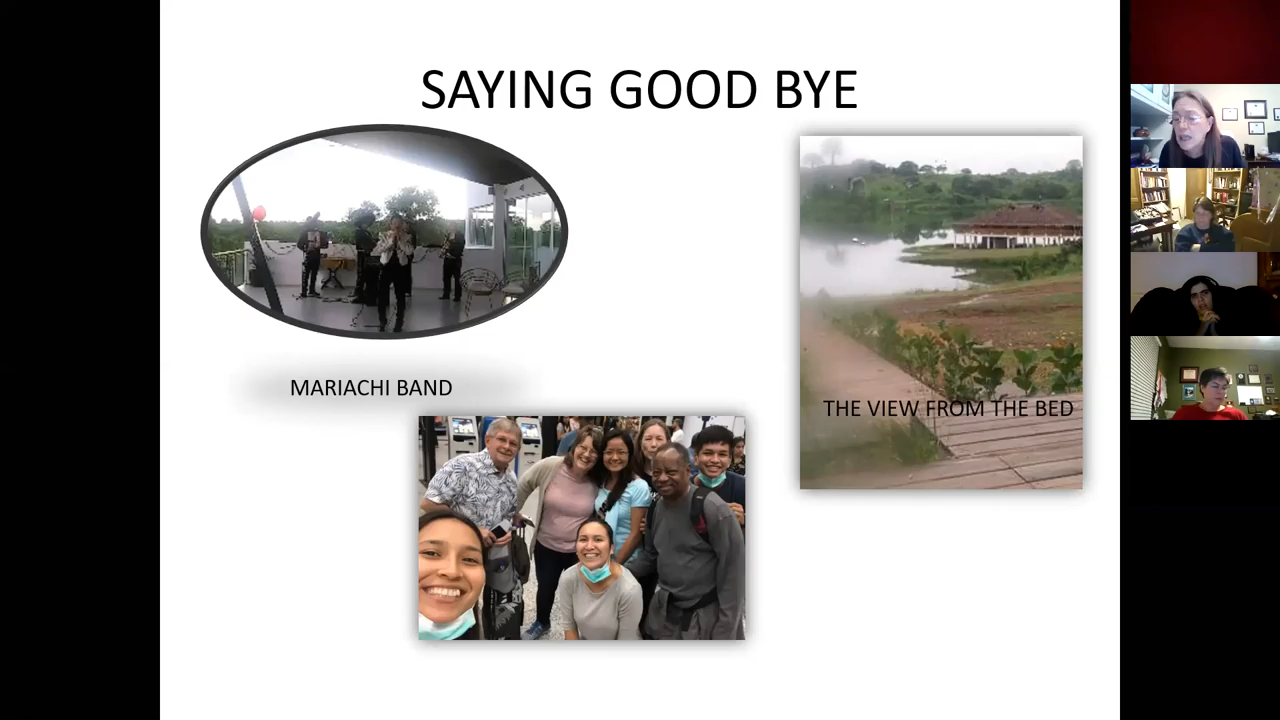 SAYING GOOD BYE
MARIACHI BAND
THE VIEW FROM THE BED